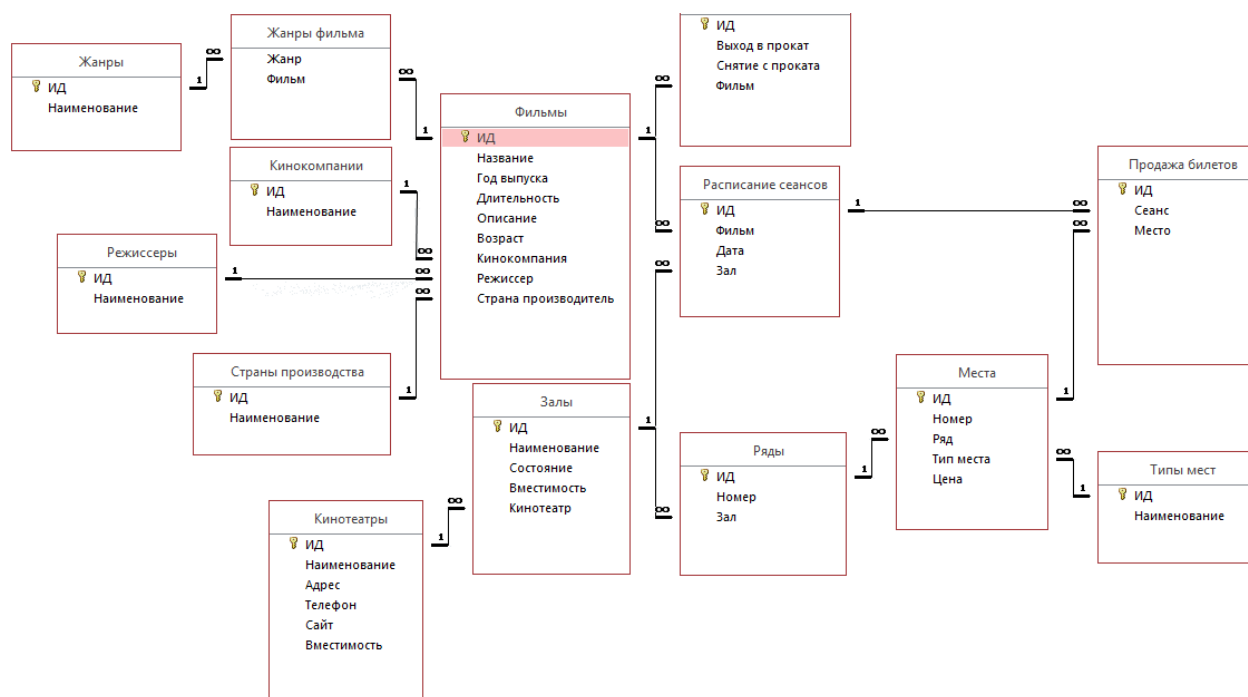 Жанры
ИД
Наименование
Жанры фильма
Жанр
Фильм
Кинокомпании
ИД
Наименование
Режиссеры
ИД
Наименование
Страны производства
ИД
Наименование
Фильмы
ИД
Название
Год выпуска
Длительность
Описание
Возраст
Кинокомпания
Режиссер
Страна производитель
Кинотеатры
ИД
Наименование
Адрес
Телефон
Сайт
Вместимость
Залы
ИД
Наименование
Состояние
Вместимость
Кинотеатр
ИД
Выход в прокат
Снятие с проката
Фильм
Расписание сеансов
ИД
Фильм
Дата
Зал
Ряды
ИД
Номер
Зал
Места
ИД
Номер
Ряд
Тип места
Цена
Продажа билетов
ИД
Сеанс
Место
Типы мест
ИД
Наименование
1 ∞
∞ 1
1 ∞
1 ∞
1 ∞
1 ∞
1 ∞
1 ∞
1 ∞
1 ∞
1 ∞
1 ∞
1 ∞
∞ 1